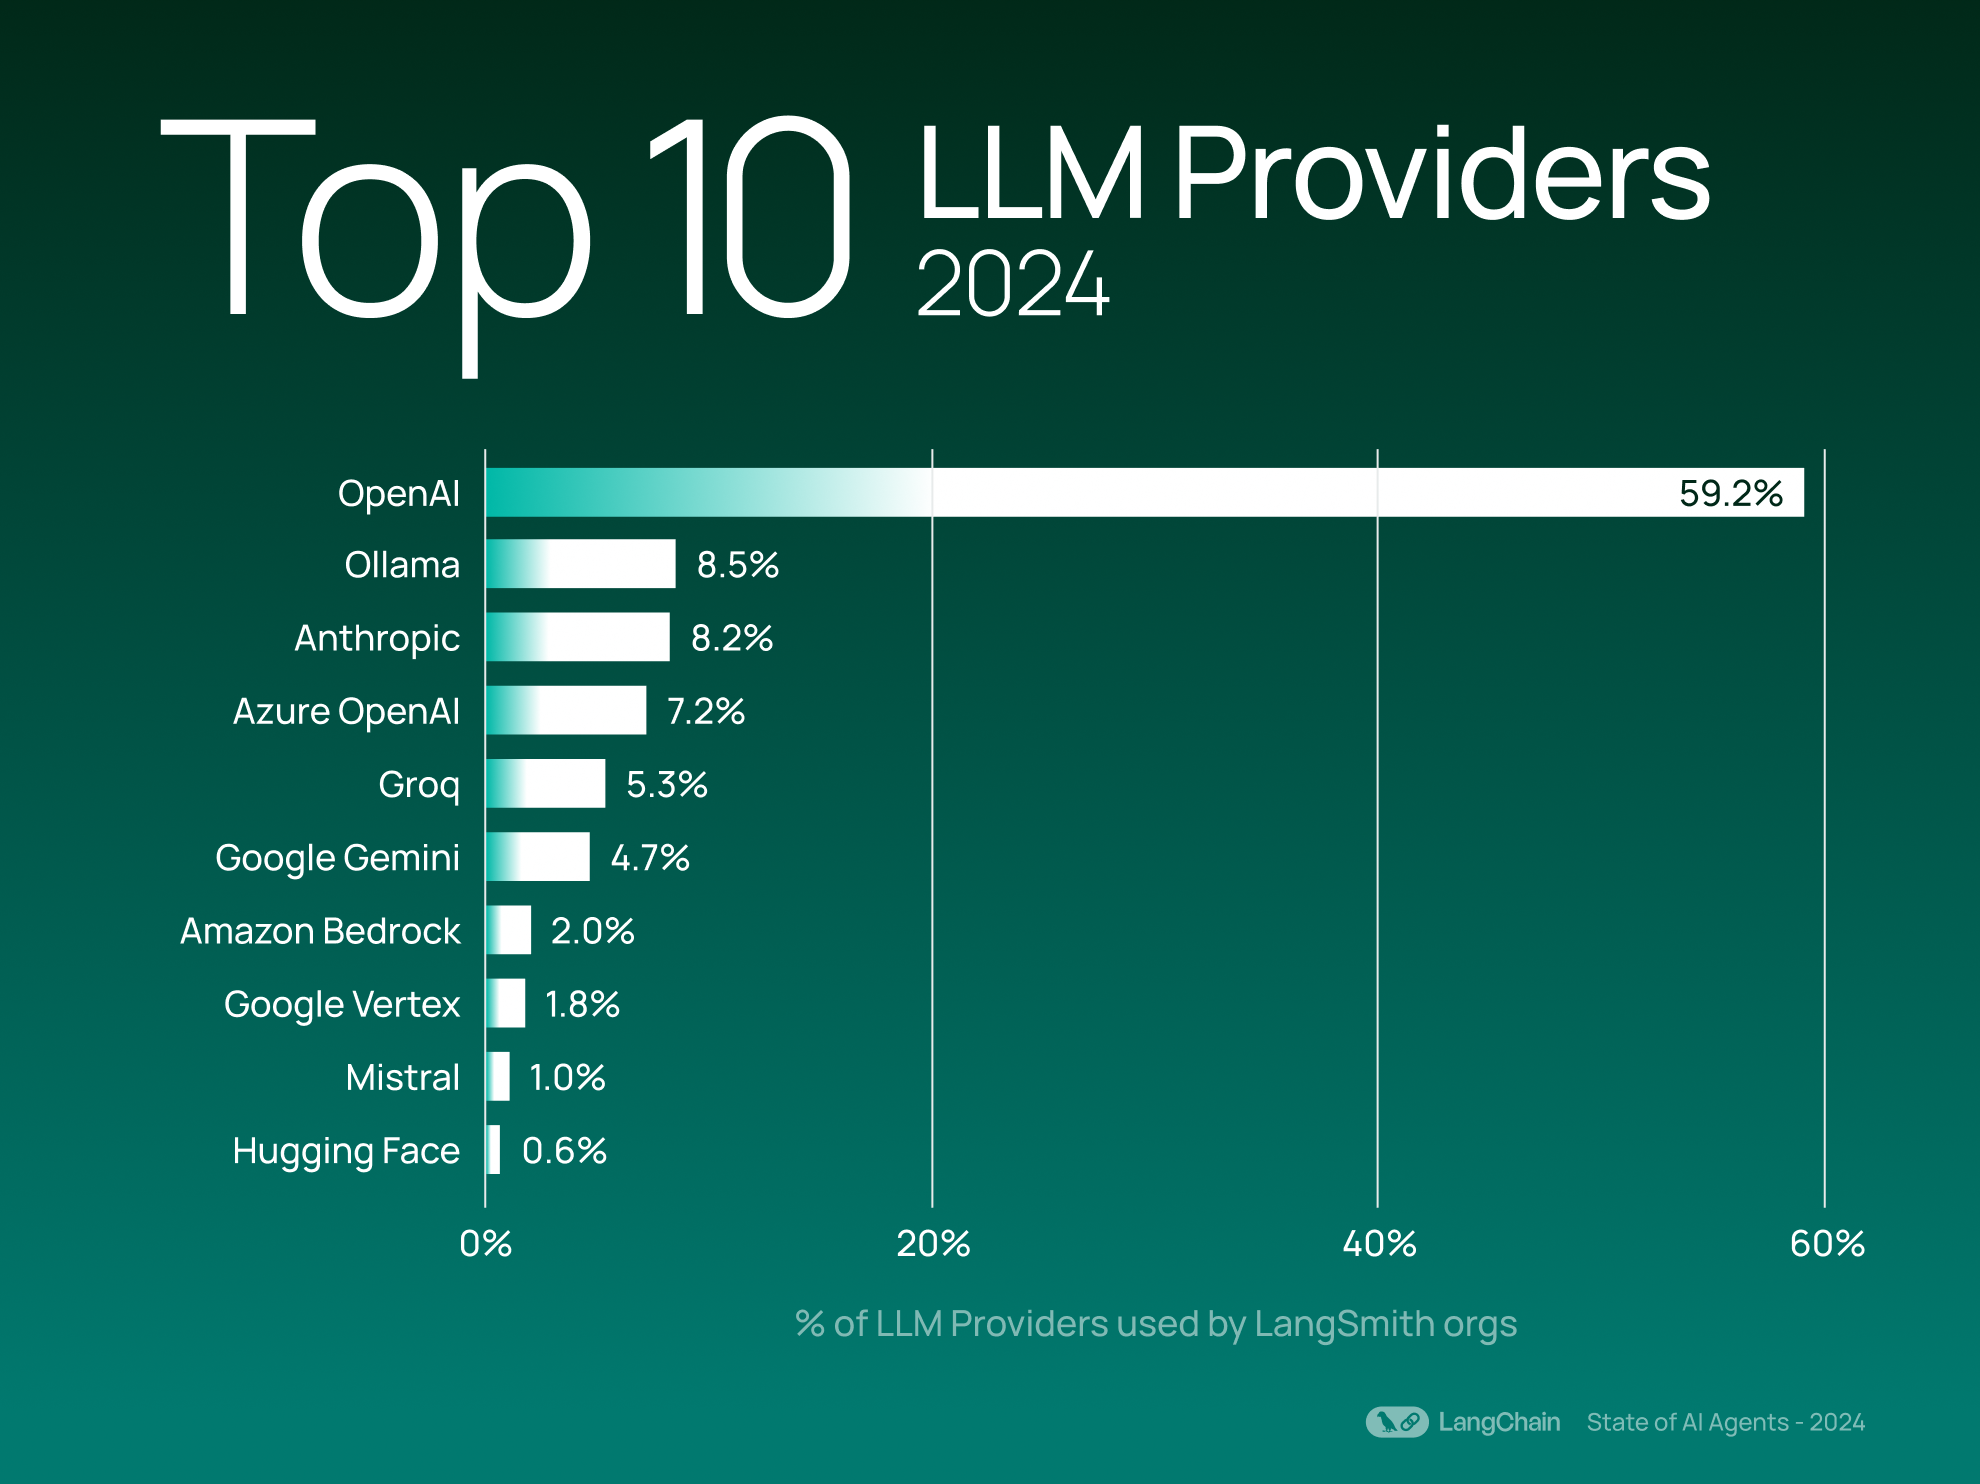 Top 10 LLM Providers
2024
OpenAI 59.2%
Ollama 8.5%
Anthropic 8.2%
Azure OpenAI 7.2%
Groq 5.3%
Google Gemini 4.7%
Amazon Bedrock 2.0%
Google Vertex 1.8%
Mistral 1.0%
Hugging Face 0.6%
0% 20% 40% 60%
% of LLM Providers used by LangSmith orgs
LangChain State of AI Agents - 2024